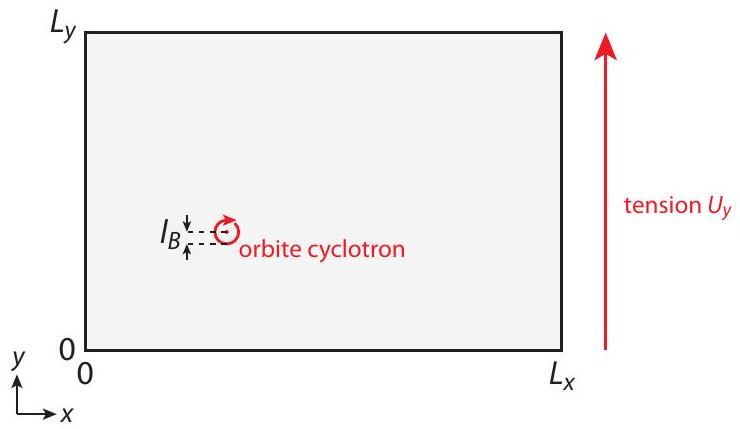 L_y
tension U_y
l_B
orbite cyclotron
0
0
L_x
y
x